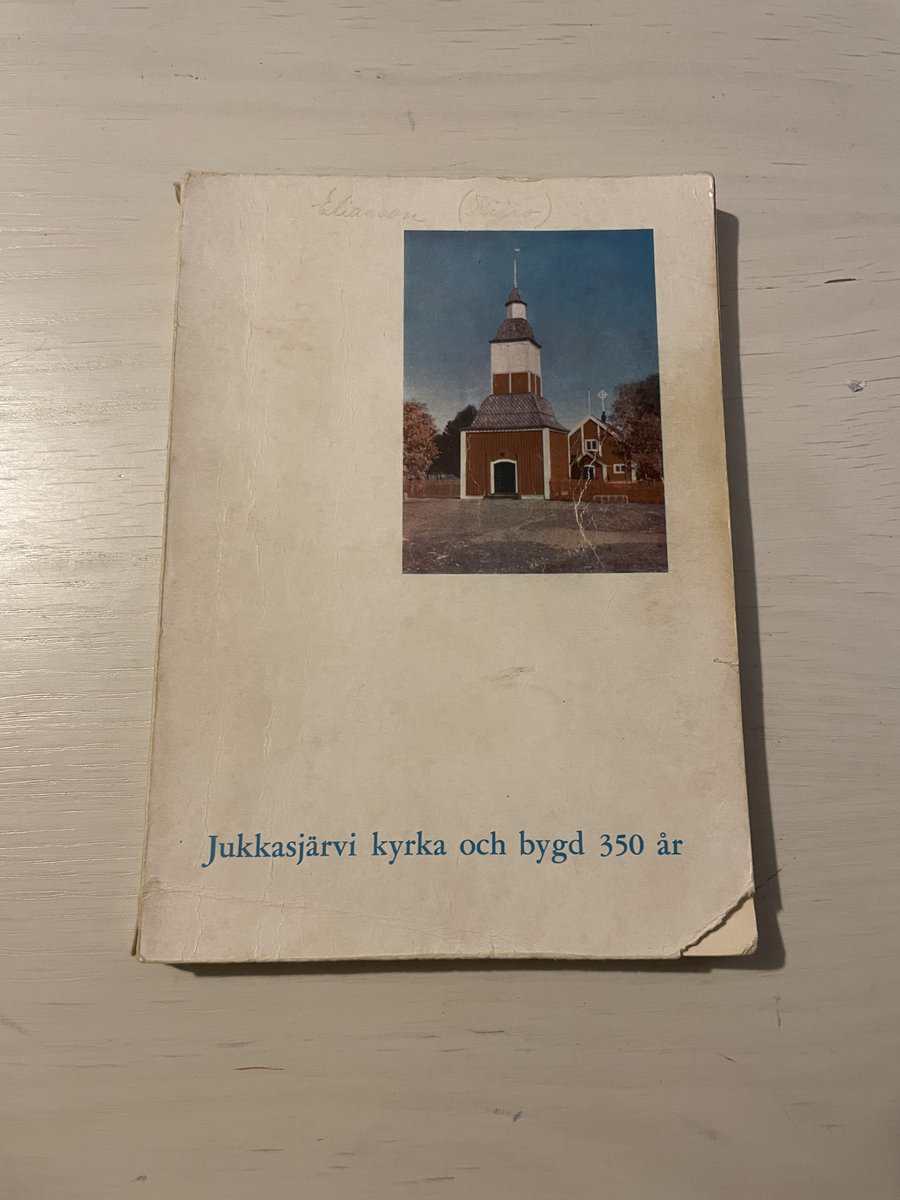 Eliasson
Jukkasjärvi kyrka och bygd 350 år